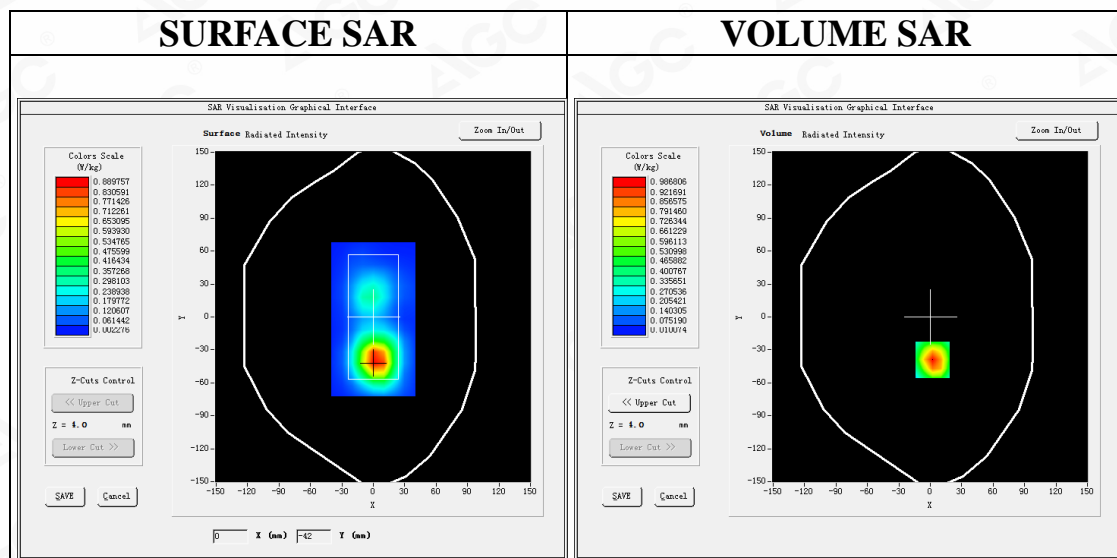 SURFACE SAR
VOLUME SAR
SAR Visualisation Graphical Interface
Surface Radiated Intensity
Zoom In/Out
Colors Scale
(W/kg)
0.889757
0.830591
0.771426
0.712261
0.653095
0.593930
0.534765
0.475599
0.416434
0.357268
0.298103
0.238938
0.179772
0.120607
0.061442
0.002276
150
120
90
60
30
0
-30
-60
-90
-120
-150
Y
-150 -120 -90 -60 -30 0 30 60 90 120 150
X
Z-Cuts Control
<< Upper Cut
Z = 4.0 mm
Lower Cut >>
SAVE Cancel
0 X (mm) -42 Y (mm)
SAR Visualisation Graphical Interface
Volume Radiated Intensity
Zoom In/Out
Colors Scale
(W/kg)
0.986806
0.921691
0.856575
0.791460
0.726344
0.661229
0.596113
0.530998
0.465882
0.400767
0.335651
0.270536
0.205421
0.140305
0.075190
0.010074
150
120
90
60
30
0
-30
-60
-90
-120
-150
Y
-150 -120 -90 -60 -30 0 30 60 90 120 150
X
Z-Cuts Control
<< Upper Cut
Z = 4.0 mm
Lower Cut >>
SAVE Cancel